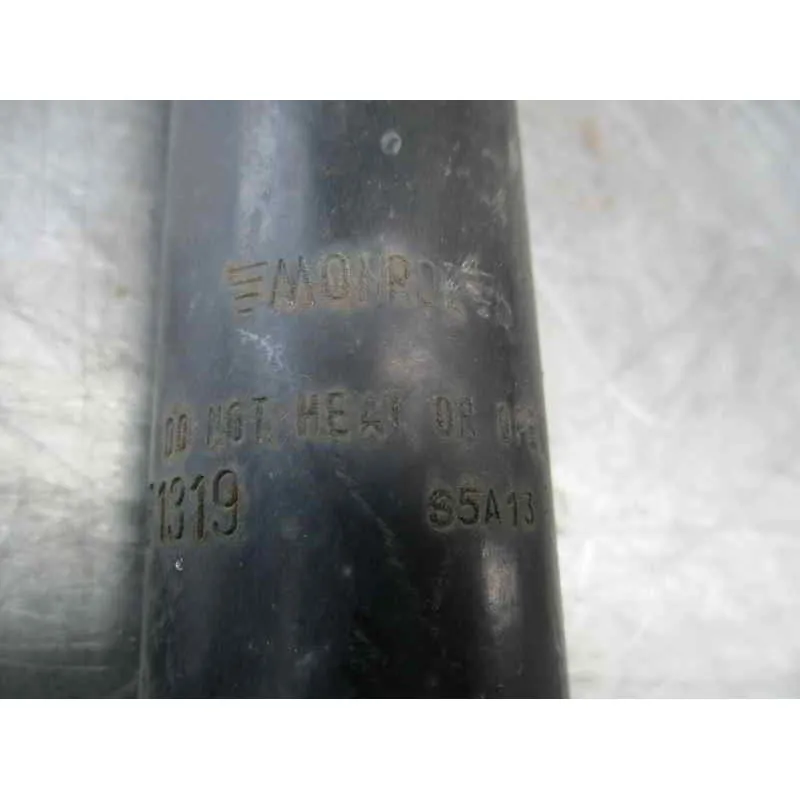 MONROE
DO NOT HEAT OR
1319 S5A13